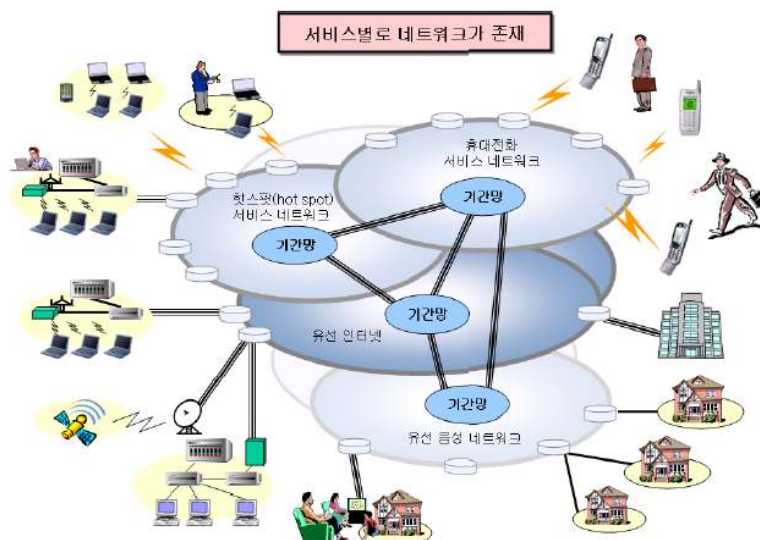 서비스별로 네트워크가 존재
휴대전화
서비스 네트워크
기간망
핫스팟(hot spot)
서비스 네트워크
기간망
기간망
유선 인터넷
기간망
유선 음성 네트워크